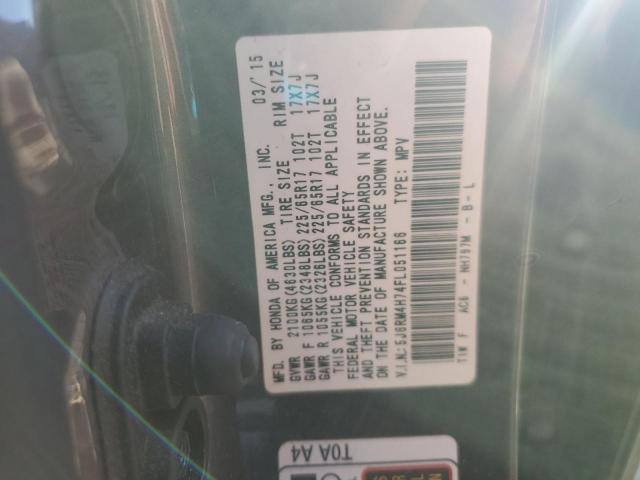 MFD. BY HONDA OF AMERICA MFG., INC. 03/'15
GVWR 2100KG(4630LBS) TIRE SIZE RIM SIZE
GAWR F 1065KG(2348LBS) 225/65R17 102T 17X7J
GAWR R 1055KG(2326LBS) 225/65R17 102T 17X7J
THIS VEHICLE CONFORMS TO ALL APPLICABLE
FEDERAL MOTOR VEHICLE SAFETY
AND THEFT PREVENTION STANDARDS IN EFFECT
ON THE DATE OF MANUFACTURE SHOWN ABOVE.
V.I.N:5J6RM4H74FL051166 TYPE: MPV
TIW F AC6 - NH797M - B-L
T0A A4